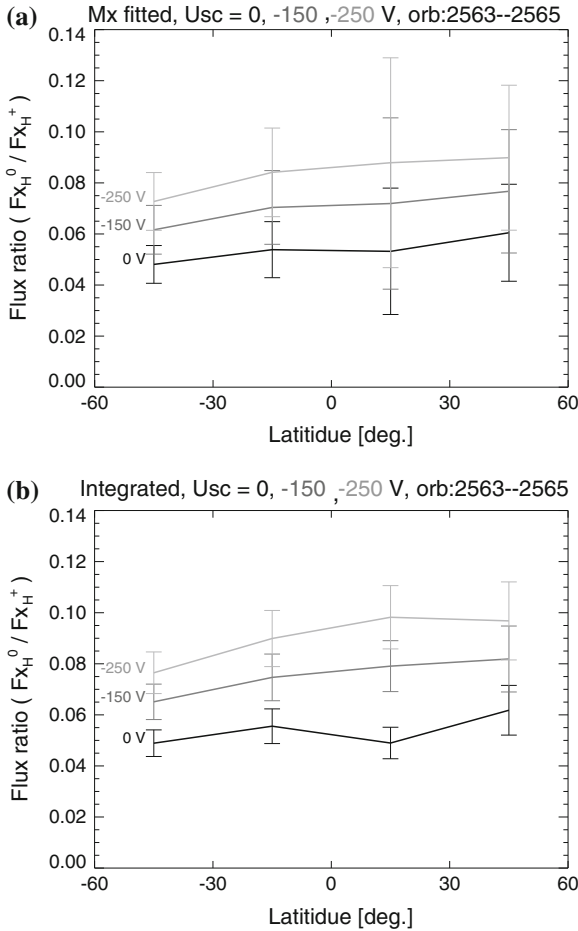 (a) Mx fitted, Usc = 0, -150 ,-250 V, orb:2563--2565
0.14
0.12
0.10
0.08
0.06
0.04
0.02
0.00
Flux ratio ( Fx_H^0 / Fx_H^+ )
-250 V
-150 V
0 V
-60 -30 0 30 60
Latitidue [deg.]
(b) Integrated, Usc = 0, -150 ,-250 V, orb:2563--2565
0.14
0.12
0.10
0.08
0.06
0.04
0.02
0.00
Flux ratio ( Fx_H^0 / Fx_H^+ )
-250 V
-150 V
0 V
-60 -30 0 30 60
Latitidue [deg.]